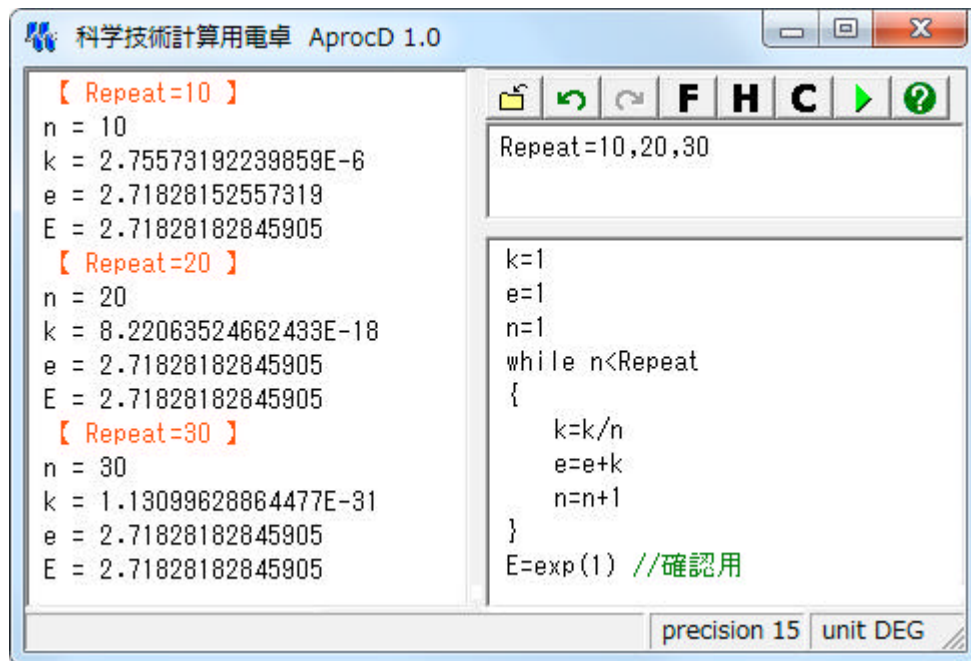 科学技術計算用電卓 AprocD 1.0
【 Repeat=10 】
n = 10
k = 2.75573192239859E-6
e = 2.71828152557319
E = 2.71828182845905
【 Repeat=20 】
n = 20
k = 8.22063524662433E-18
e = 2.71828182845905
E = 2.71828182845905
【 Repeat=30 】
n = 30
k = 1.13099628864477E-31
e = 2.71828182845905
E = 2.71828182845905
F H C ?
Repeat=10,20,30
k=1
e=1
n=1
while n<Repeat
{
k=k/n
e=e+k
n=n+1
}
E=exp(1) //確認用
precision 15 unit DEG